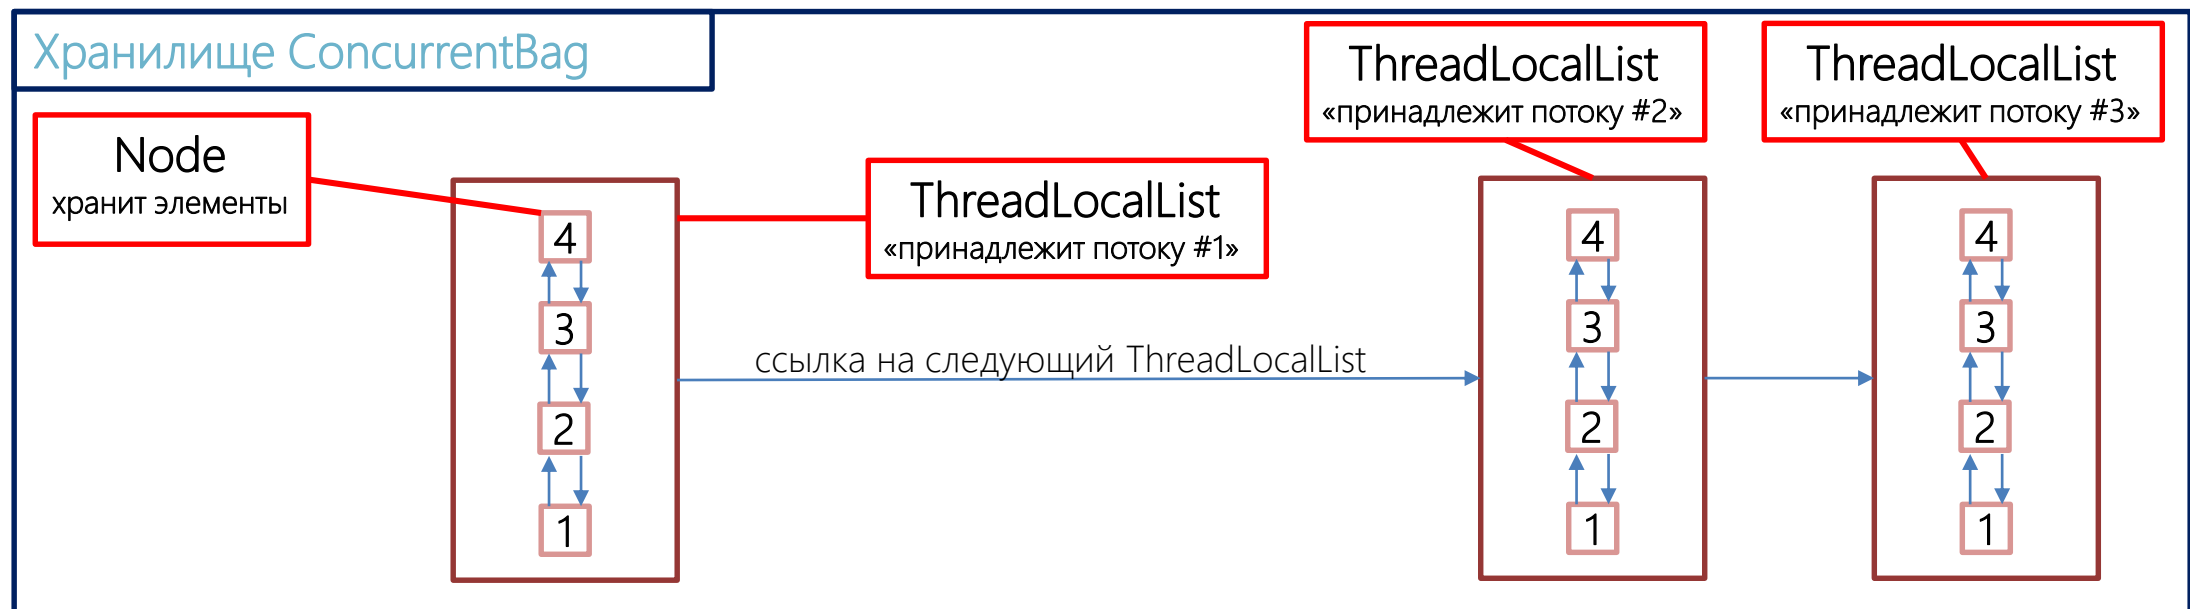 Хранилище ConcurrentBag
Node
хранит элементы
ThreadLocalList
«принадлежит потоку #1»
ThreadLocalList
«принадлежит потоку #2»
ThreadLocalList
«принадлежит потоку #3»
4
3
2
1
ссылка на следующий ThreadLocalList
4
3
2
1
4
3
2
1